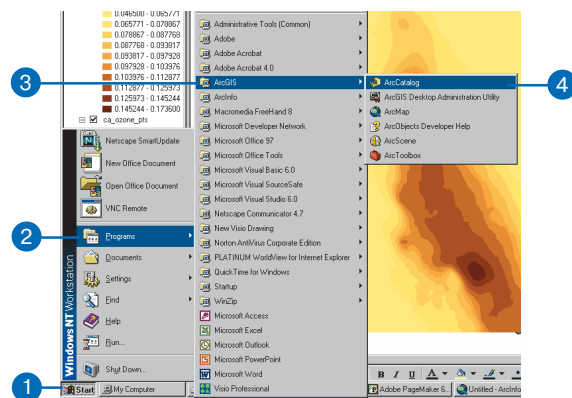 0.046500 - 0.065771
0.065771 - 0.078867
0.078867 - 0.087768
0.087768 - 0.093817
0.093817 - 0.097928
0.097928 - 0.103976
0.103976 - 0.112877
0.112877 - 0.125973
0.125973 - 0.145244
0.145244 - 0.173600
ca_ozone_pts
Netscape SmartUpdate
New Office Document
Open Office Document
VNC Remote
2
Programs
Documents
Settings
Find
Help
Run...
Shut Down...
Windows NT Workstation
Administrative Tools (Common)
Adobe
Adobe Acrobat
Adobe Acrobat 4.0
3
ArcGIS
ArcInfo
Macromedia FreeHand 8
Microsoft Developer Network
Microsoft Office 97
Microsoft Office Tools
Microsoft Visual Basic 6.0
Microsoft Visual SourceSafe
Microsoft Visual Studio 6.0
Netscape Communicator 4.7
New Visio Drawing
Norton AntiVirus Corporate Edition
PLATINUM WorldView for Internet Explorer
QuickTime for Windows
Startup
WinZip
Microsoft Access
Microsoft Excel
Microsoft Outlook
Microsoft PowerPoint
Microsoft Word
Visio Professional
ArcCatalog
4
ArcGIS Desktop Administration Utility
ArcMap
ArcObjects Developer Help
ArcScene
ArcToolbox
B I U A
1
Start
My Computer
Adobe PageMaker 6...
Untitled - ArcInfo